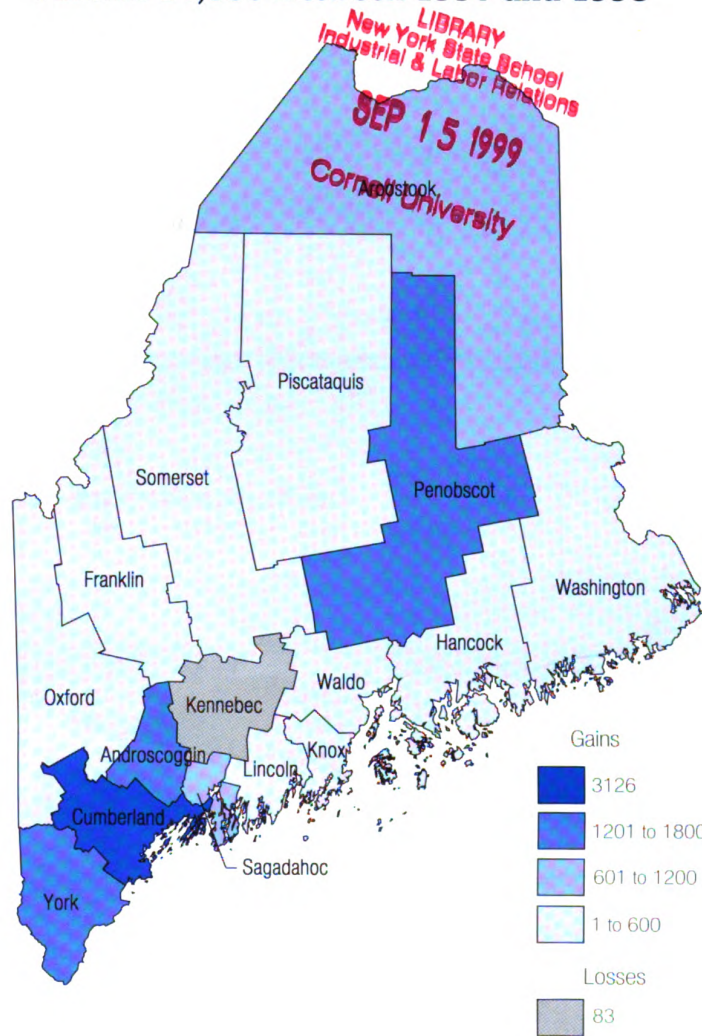 LIBRARY
New York State School
Industrial & Labor Relations
SEP 15 1999
Cornell University
Aroostook
Piscataquis
Somerset
Penobscot
Franklin
Washington
Hancock
Oxford
Waldo
Kennebec
Androscoggin
Knox
Lincoln
Cumberland
Sagadahoc
York
Gains
3126
1201 to 1800
601 to 1200
1 to 600
Losses
83